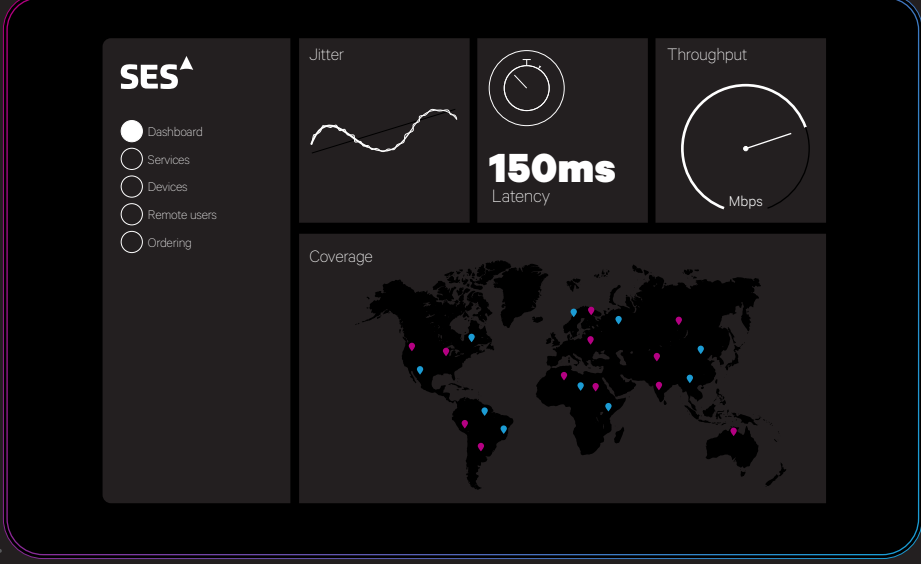 SES
Dashboard
Services
Devices
Remote users
Ordering
Jitter
150ms
Latency
Throughput
Mbps
Coverage